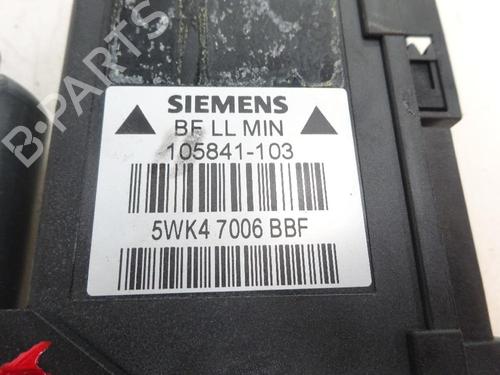 SIEMENS
BF LL MIN
105841-103
5WK4 7006 BBF
B-PARTS